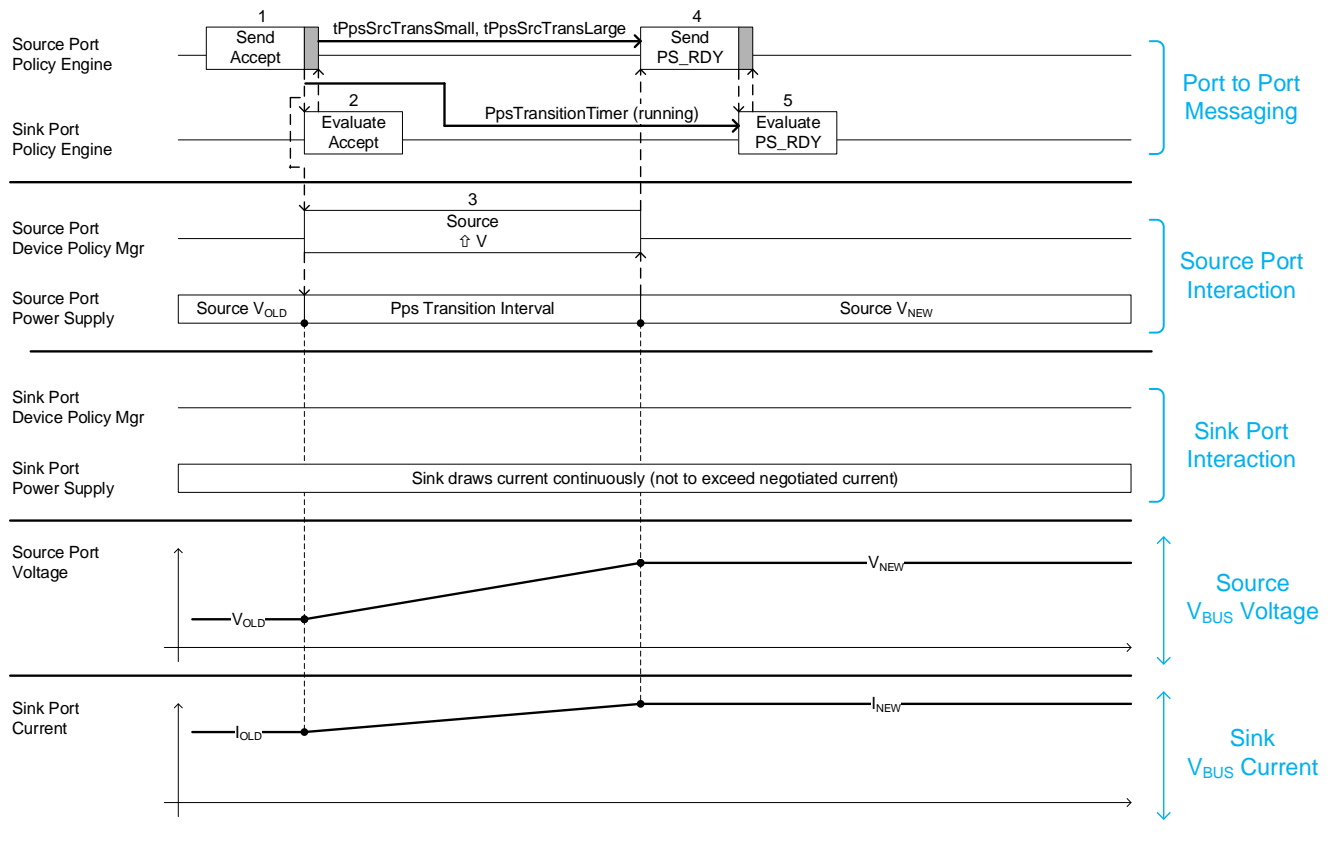 1
4
Source Port
Policy Engine
Send
Accept
tPpsSrcTransSmall, tPpsSrcTransLarge
Send
PS_RDY
Port to Port
Messaging
2
5
Sink Port
Policy Engine
Evaluate
Accept
PpsTransitionTimer (running)
Evaluate
PS_RDY
3
Source Port
Device Policy Mgr
Source
⇧ V
Source Port
Interaction
Source Port
Power Supply
Source VOLD
Pps Transition Interval
Source VNEW
Sink Port
Device Policy Mgr
Sink Port
Interaction
Sink Port
Power Supply
Sink draws current continuously (not to exceed negotiated current)
Source Port
Voltage
VOLD
VNEW
Source
VBUS Voltage
Sink Port
Current
IOLD
INEW
Sink
VBUS Current